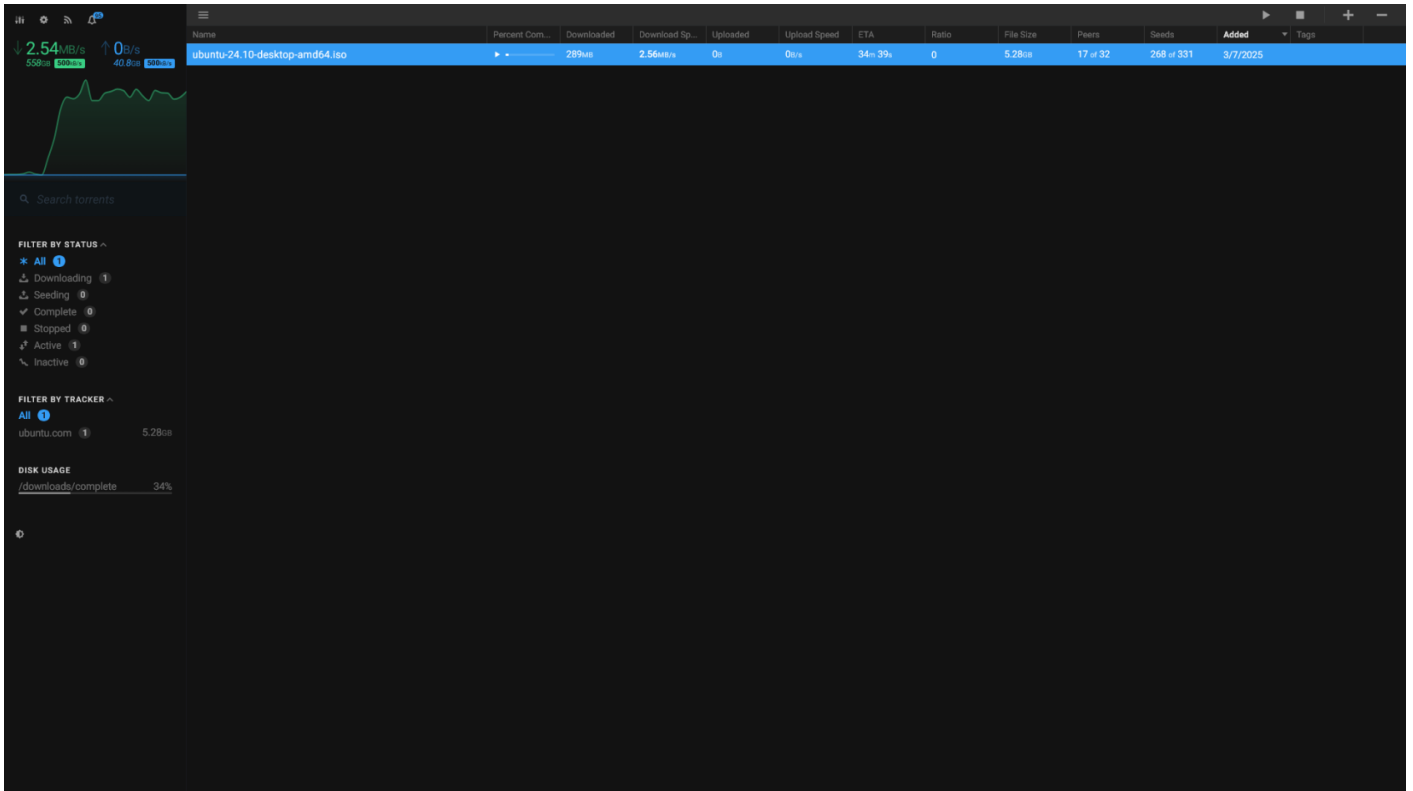 2.54MB/s 0B/s
558GB 500kB/s 40.8GB 500kB/s
Search torrents
FILTER BY STATUS
All 1
Downloading 1
Seeding 0
Complete 0
Stopped 0
Active 1
Inactive 0
FILTER BY TRACKER
All 1
ubuntu.com 1 5.28GB
DISK USAGE
/downloads/complete 34%
Name Percent Com... Downloaded Download Sp... Uploaded Upload Speed ETA Ratio File Size Peers Seeds Added Tags
ubuntu-24.10-desktop-amd64.iso 289MB 2.56MB/s 0B 0B/s 34m 39s 0 5.28GB 17 of 32 268 of 331 3/7/2025